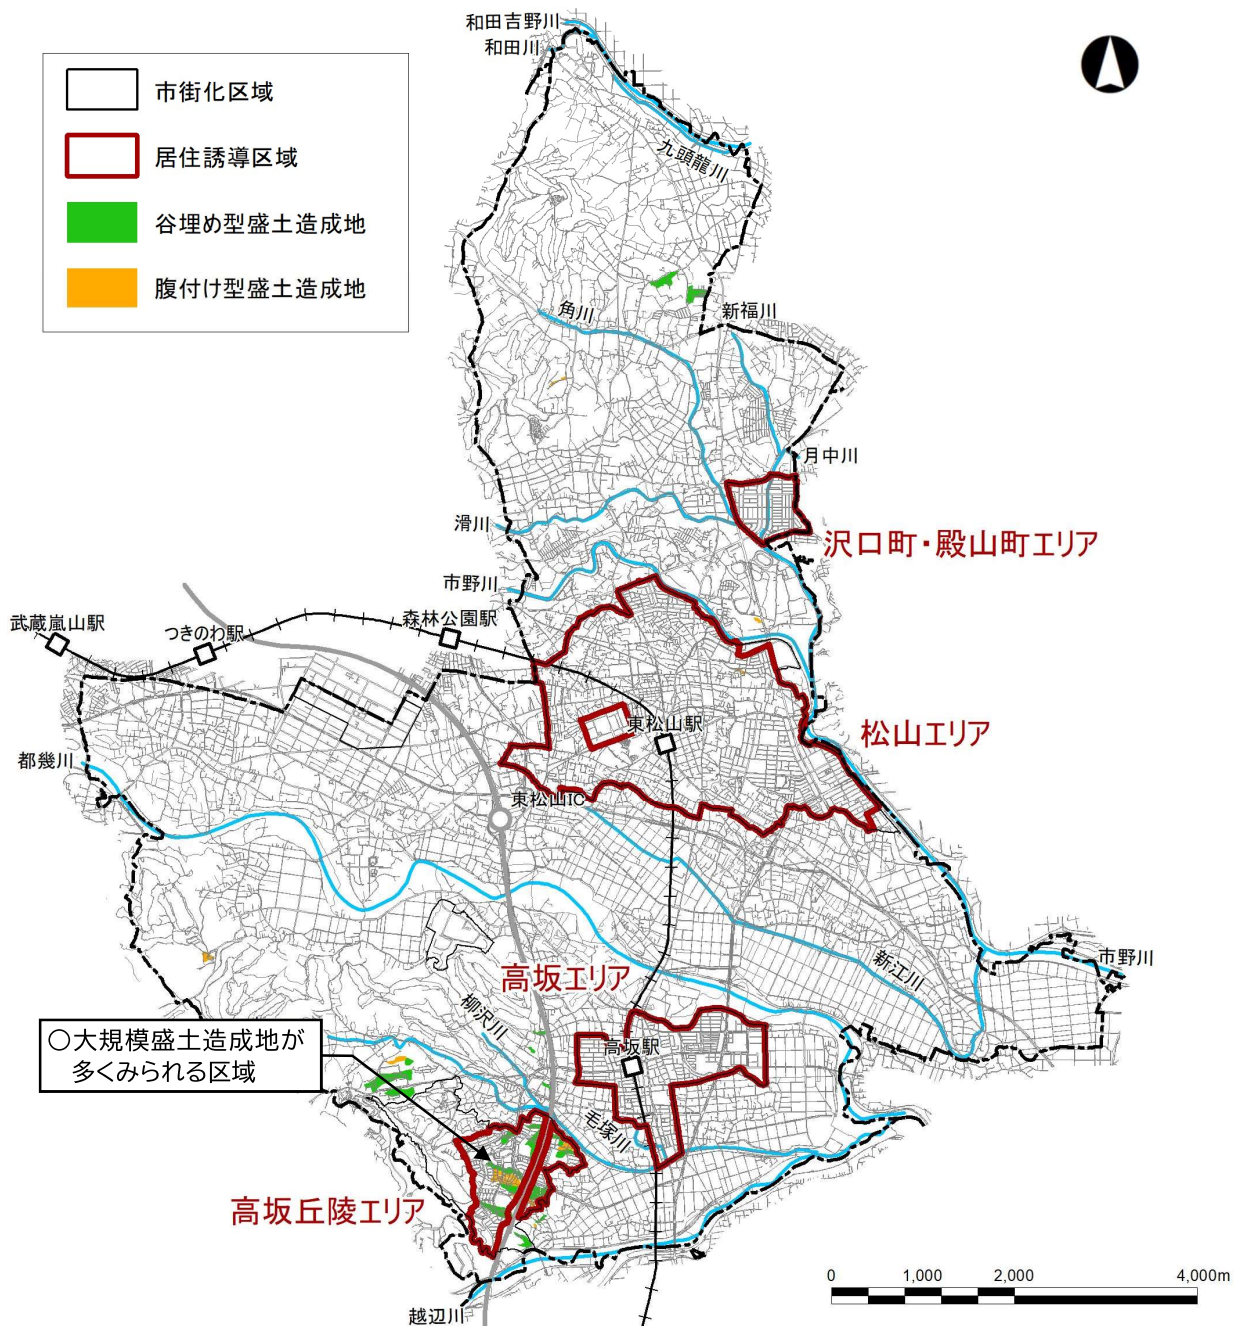 和田吉野川
和田川
市街化区域
居住誘導区域
谷埋め型盛土造成地
腹付け型盛土造成地
九頭龍川
角川
新福川
月中川
滑川
沢口町・殿山町エリア
市野川
武蔵嵐山駅
つきのわ駅
森林公園駅
東松山駅
松山エリア
都幾川
東松山IC
高坂エリア
新江川
市野川
柳沢川
○大規模盛土造成地が
多くみられる区域
高坂駅
毛塚川
高坂丘陵エリア
越辺川
0 1,000 2,000 4,000m